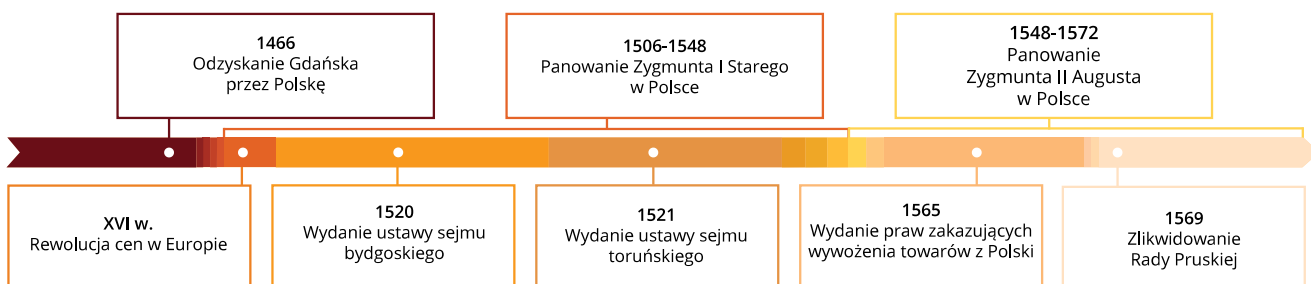 1466
Odzyskanie Gdańska
przez Polskę
1506-1548
Panowanie Zygmunta I Starego
w Polsce
1548-1572
Panowanie
Zygmunta II Augusta
w Polsce
XVI w.
Rewolucja cen w Europie
1520
Wydanie ustawy sejmu
bydgoskiego
1521
Wydanie ustawy sejmu
toruńskiego
1565
Wydanie praw zakazujących
wywożenia towarów z Polski
1569
Zlikwidowanie
Rady Pruskiej